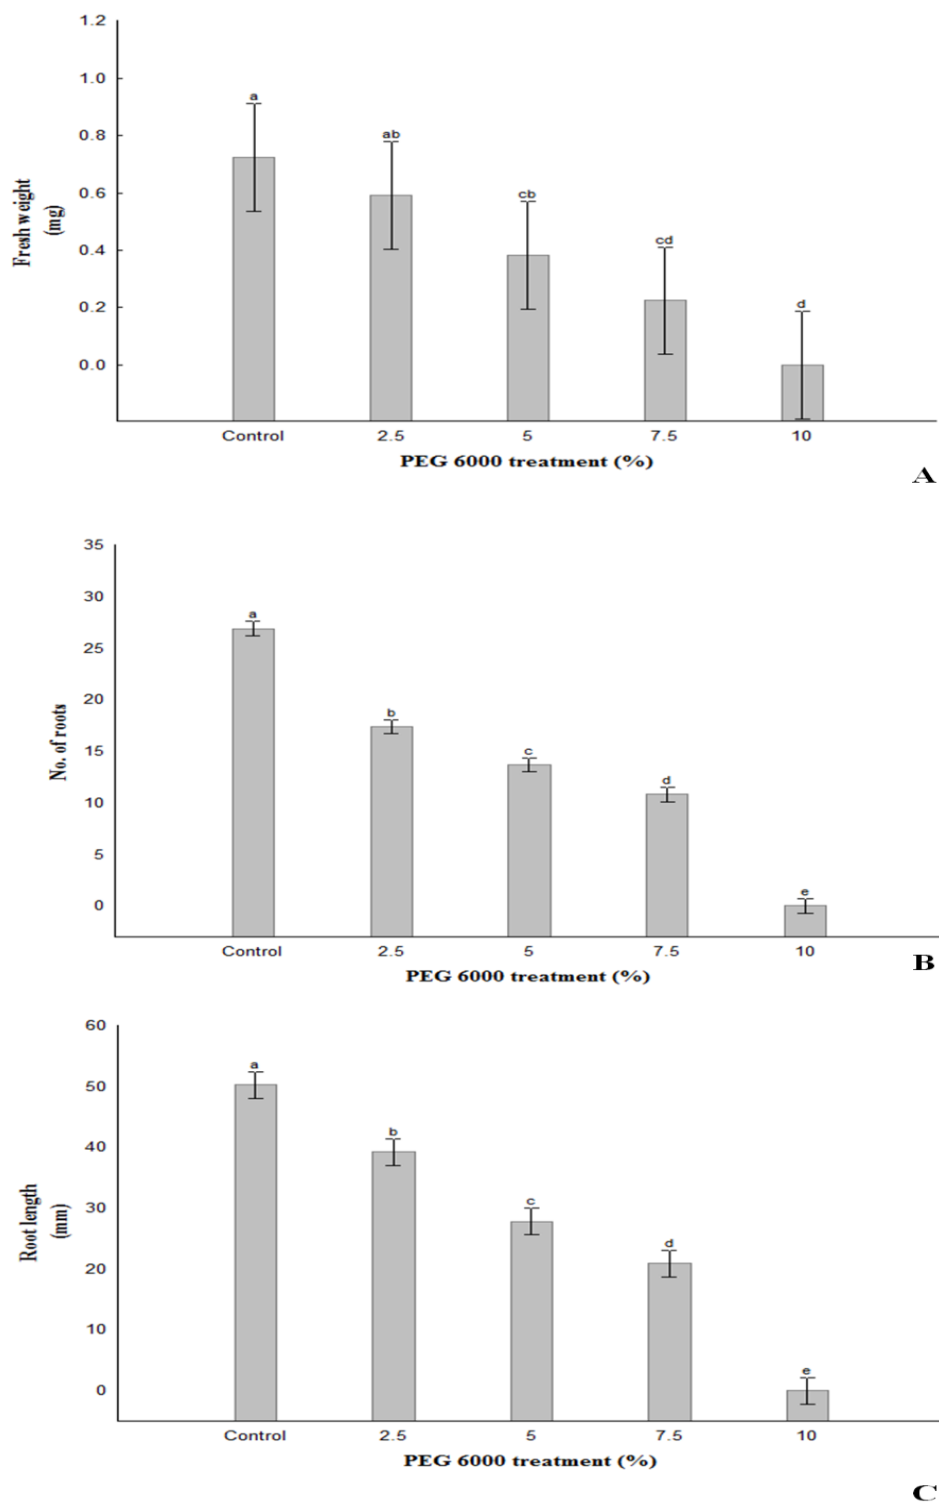 1.2
1.0
0.8
0.6
0.4
0.2
0.0
Fresh weight
(mg)
a
ab
cb
cd
d
Control 2.5 5 7.5 10
PEG 6000 treatment (%)
A
35
30
25
20
15
10
5
0
No. of roots
a
b
c
d
e
Control 2.5 5 7.5 10
PEG 6000 treatment (%)
B
60
50
40
30
20
10
0
Root length
(mm)
a
b
c
d
e
Control 2.5 5 7.5 10
PEG 6000 treatment (%)
C